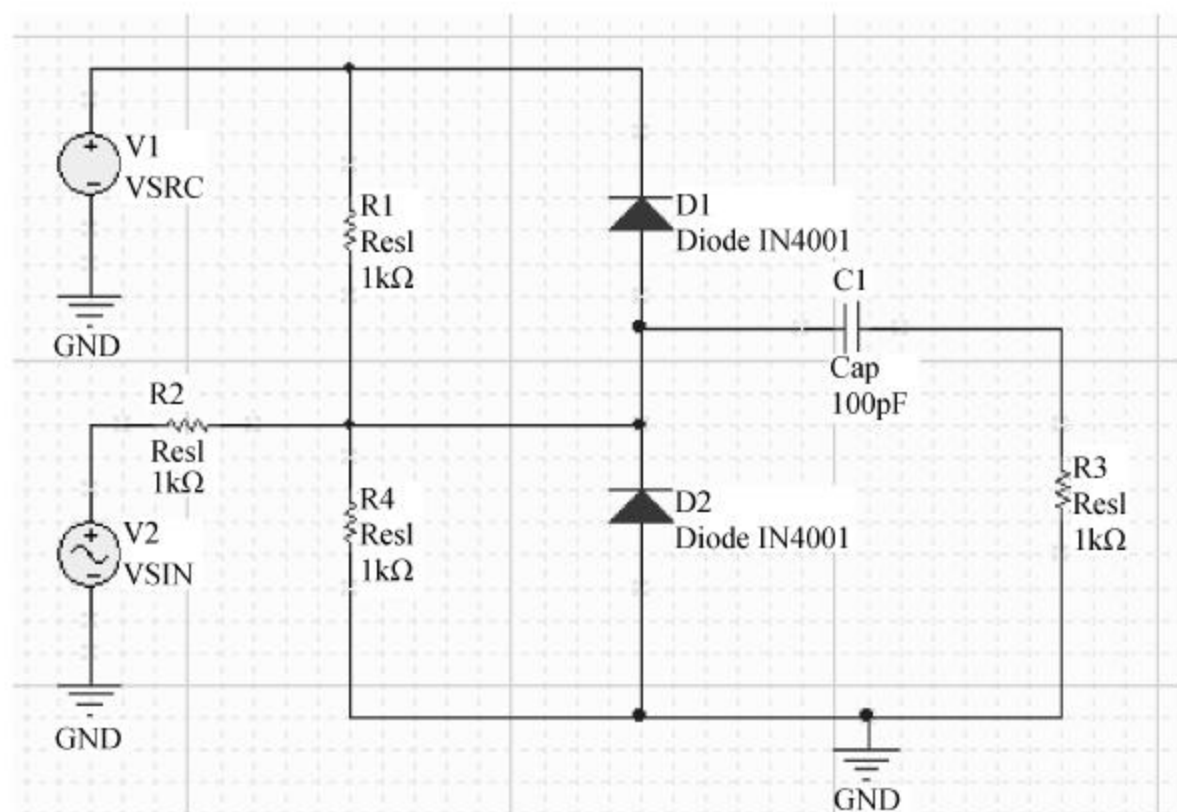 V1
VSRC
GND
R1
Resl
1kΩ
D1
Diode IN4001
C1
Cap
100pF
R2
Resl
1kΩ
V2
VSIN
GND
R4
Resl
1kΩ
D2
Diode IN4001
R3
Resl
1kΩ
GND